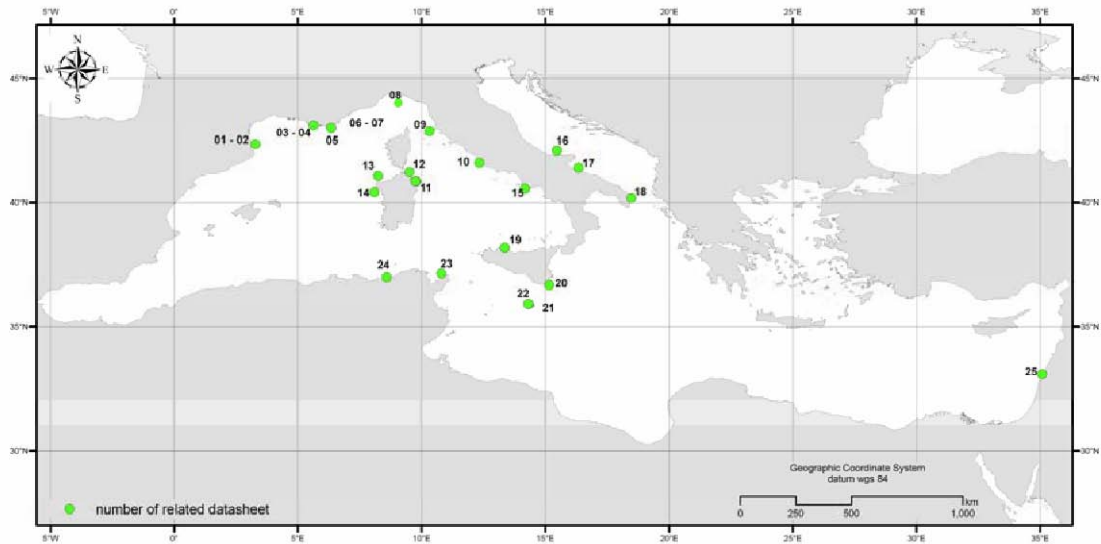 5°W 0° 5°E 10°E 15°E 20°E 25°E 30°E 35°E
N
W E
S
45°N 45°N
08
01 - 02 03 - 04 05 06 - 07 09
16
10 17
13 12
14 11 15 18
40°N 40°N
19
24 23
20
22 21
35°N 35°N
25
30°N 30°N
Geographic Coordinate System
datum wgs 84
km
0 250 500 1,000
number of related datasheet
5°W 0° 5°E 10°E 15°E 20°E 25°E 30°E 35°E